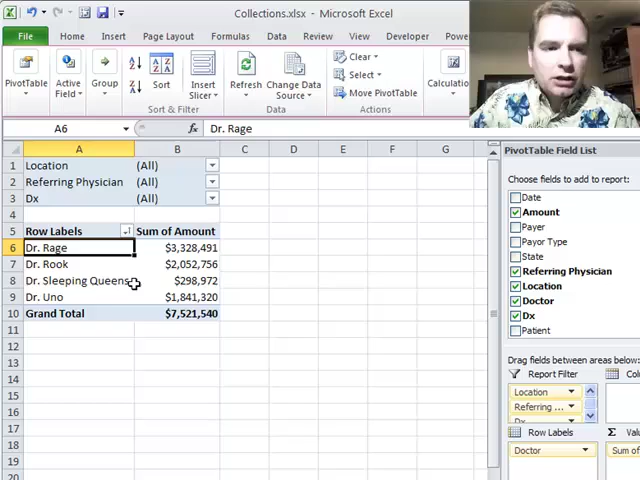 Collections.xlsx - Microsoft Excel
File Home Insert Page Layout Formulas Data Review View Developer
PivotTable Active Field Group Sort Insert Slicer Refresh Change Data Source Clear Select Move PivotTable
Sort & Filter Data Actions
A6 fx Dr. Rage
A B C D E F G
1 Location (All)
2 Referring Physician (All)
3 Dx (All)
4
5 Row Labels Sum of Amount
6 Dr. Rage $3,328,491
7 Dr. Rook $2,052,756
8 Dr. Sleeping Queens $298,972
9 Dr. Uno $1,841,320
10 Grand Total $7,521,540
11
12
13
14
15
16
17
18
19
20
PivotTable Field List
Choose fields to add to report:
Date
Amount
Payer
Payor Type
State
Referring Physician
Location
Doctor
Dx
Patient
Drag fields between areas below:
Report Filter
Location
Referring ...
Dx
Row Labels Σ
Doctor Sum of